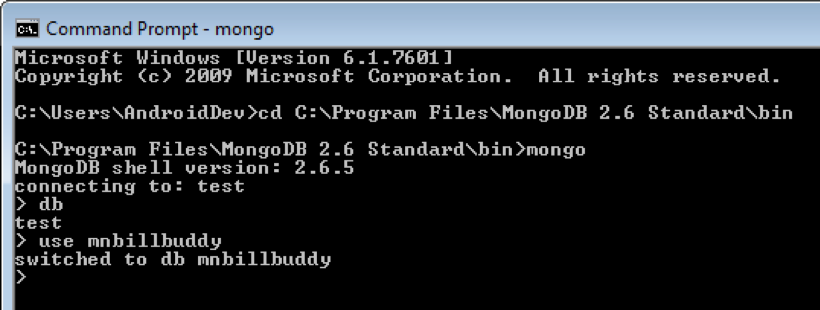 Command Prompt - mongo
Microsoft Windows [Version 6.1.7601]
Copyright (c) 2009 Microsoft Corporation.  All rights reserved.
C:\Users\AndroidDev>cd C:\Program Files\MongoDB 2.6 Standard\bin
C:\Program Files\MongoDB 2.6 Standard\bin>mongo
MongoDB shell version: 2.6.5
connecting to: test
> db
test
> use mnbillbuddy
switched to db mnbillbuddy
>